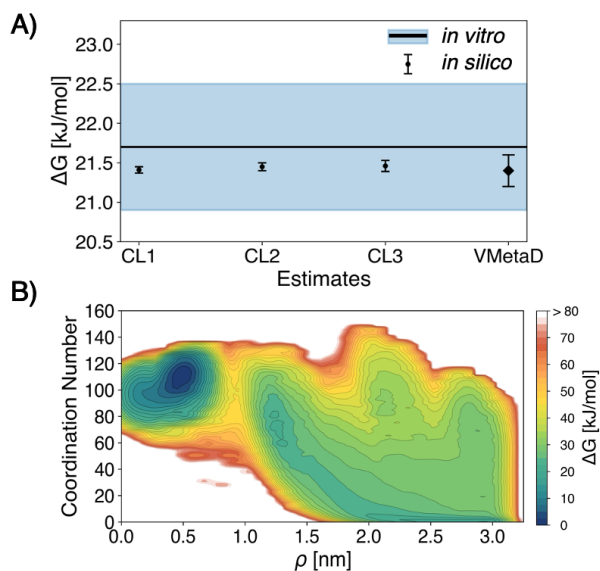 A)
in vitro
in silico
ΔG [kJ/mol]
23.0
22.5
22.0
21.5
21.0
20.5
CL1 CL2 CL3 VMetaD
Estimates
B)
Coordination Number
160
140
120
100
80
60
40
20
0
0.0 0.5 1.0 1.5 2.0 2.5 3.0
ρ [nm]
> 80
70
60
50
40
30
20
10
0
ΔG [kJ/mol]